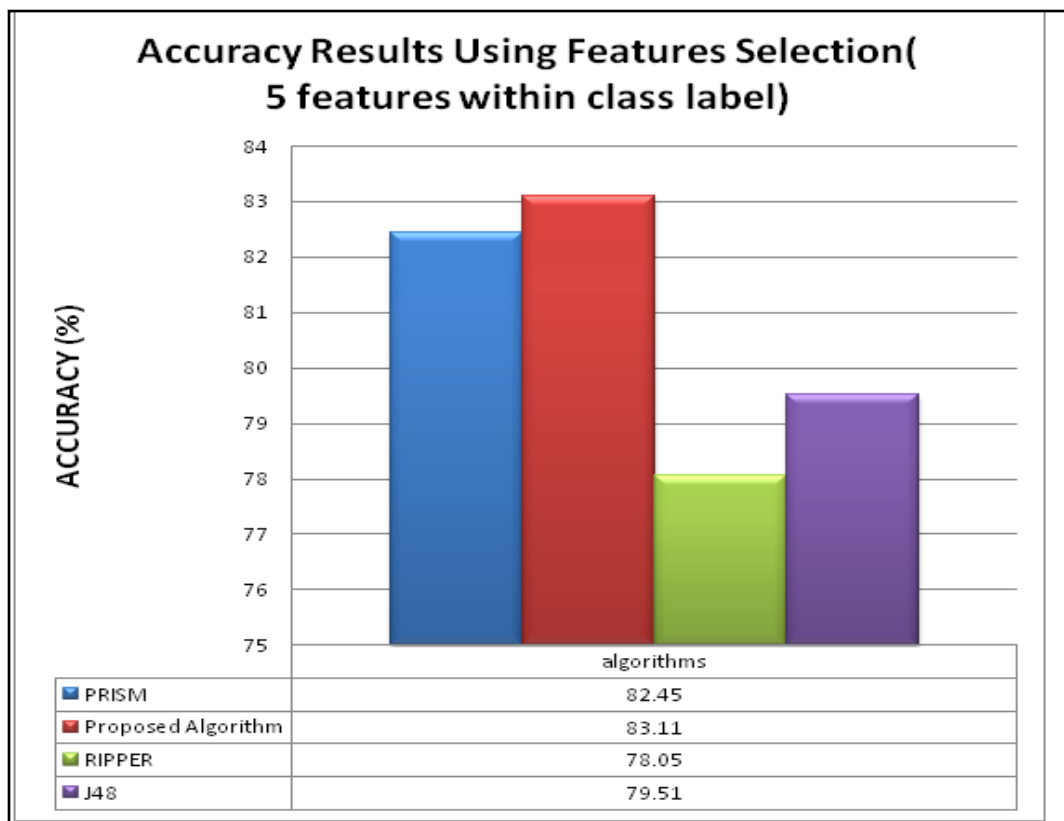 Accuracy Results Using Features Selection(
5 features within class label)
ACCURACY (%)
84
83
82
81
80
79
78
77
76
75
algorithms
PRISM 82.45
Proposed Algorithm 83.11
RIPPER 78.05
J48 79.51